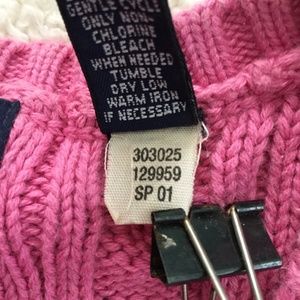 GENTLE CYCLE
ONLY NON-
CHLORINE
BLEACH
WHEN NEEDED
TUMBLE
DRY LOW
WARM IRON
IF NECESSARY
303025
129959
SP 01